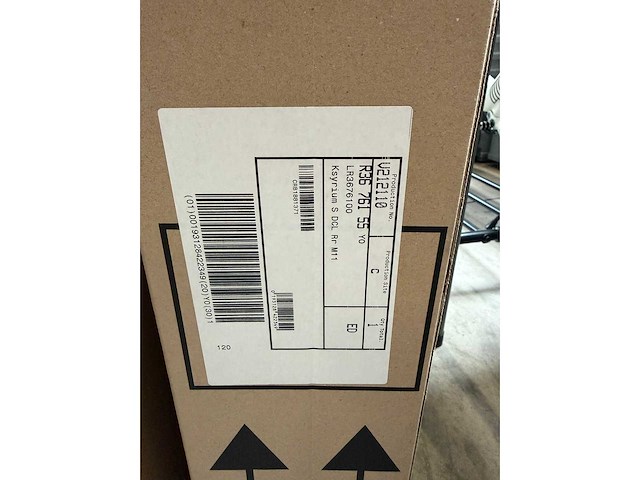 Production No.
V212110
Production Site
C
Qty Total
1
R36 761 55 YO
LR3676100
ED
Ksyrium S DCL Rr M11
(01)00193128422349(20)YO(30)1
120